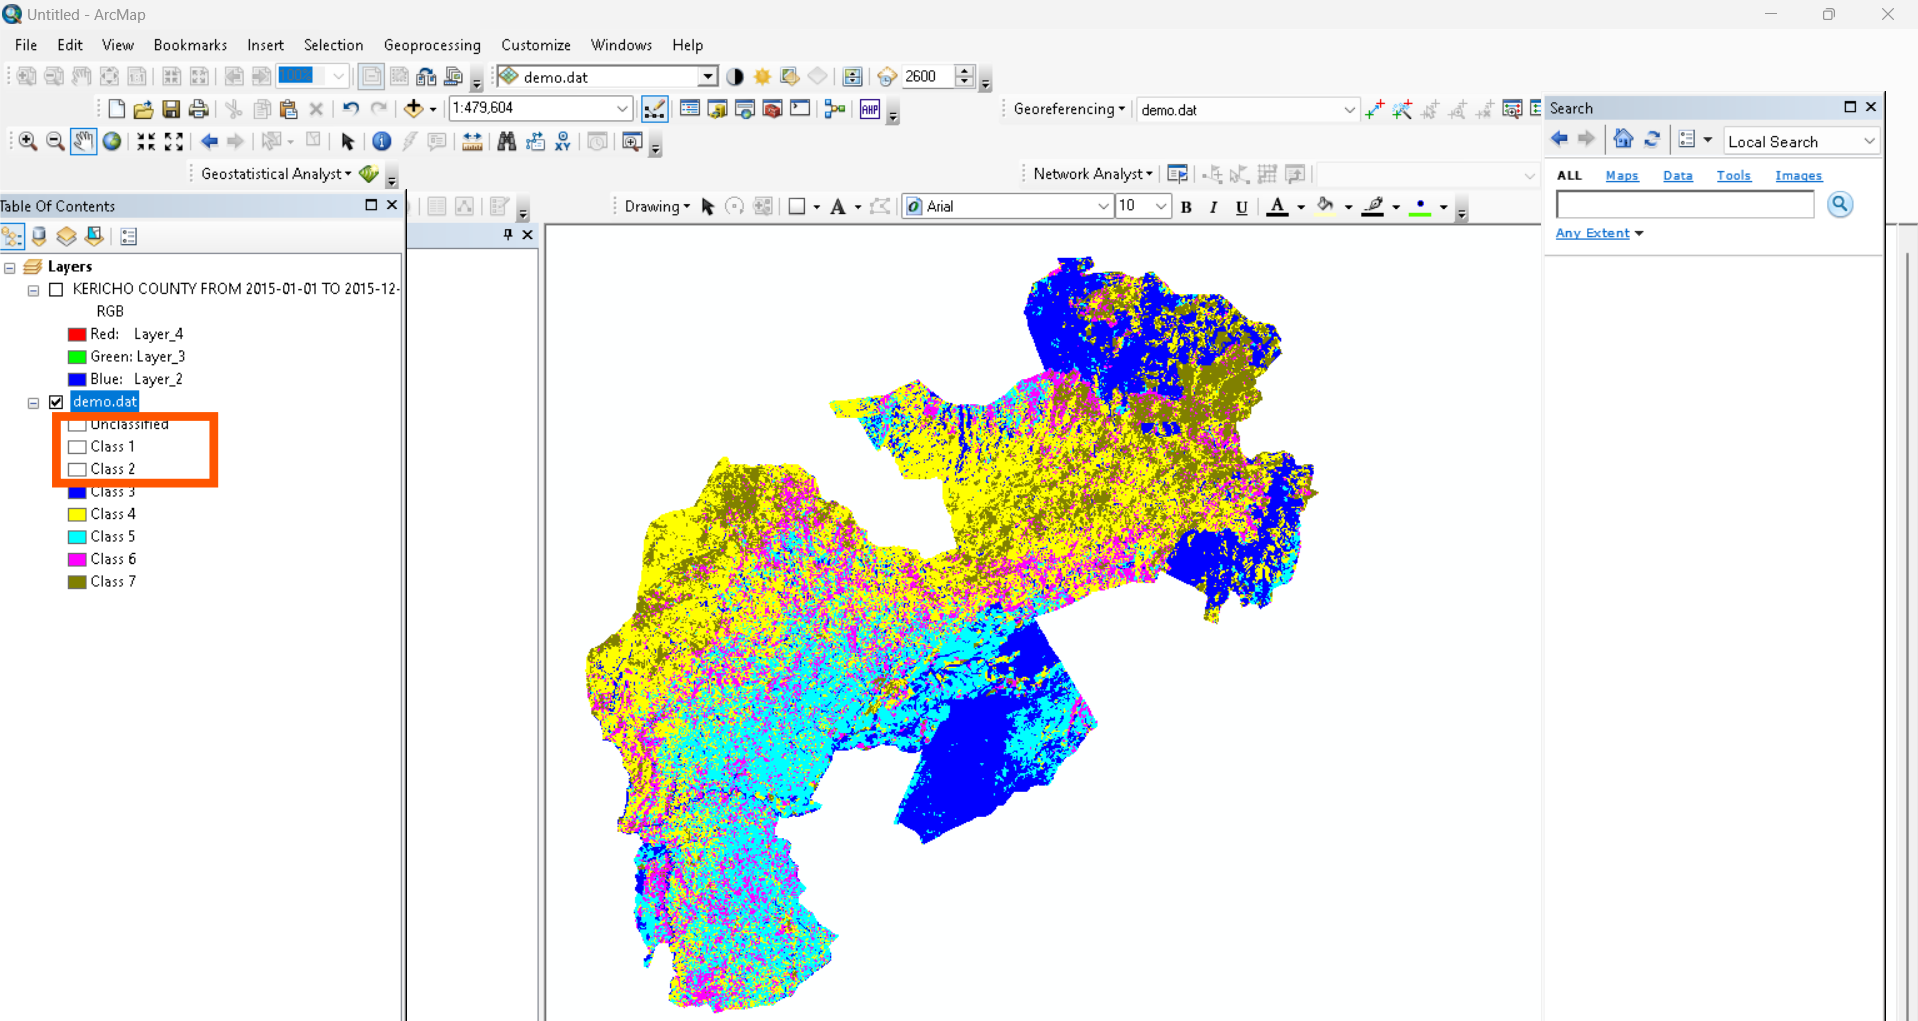 Untitled - ArcMap
File Edit View Bookmarks Insert Selection Geoprocessing Customize Windows Help
100%
demo.dat
2600
1:479,604
AHP
Georeferencing
demo.dat
Search
XY
ALL Maps Data Tools Images
Local Search
Any Extent
Geostatistical Analyst
Network Analyst
Drawing
A
Arial
10
B I U A
Table Of Contents
Layers
KERICHO COUNTY FROM 2015-01-01 TO 2015-12-
RGB
Red: Layer_4
Green: Layer_3
Blue: Layer_2
demo.dat
Unclassified
Class 1
Class 2
Class 3
Class 4
Class 5
Class 6
Class 7